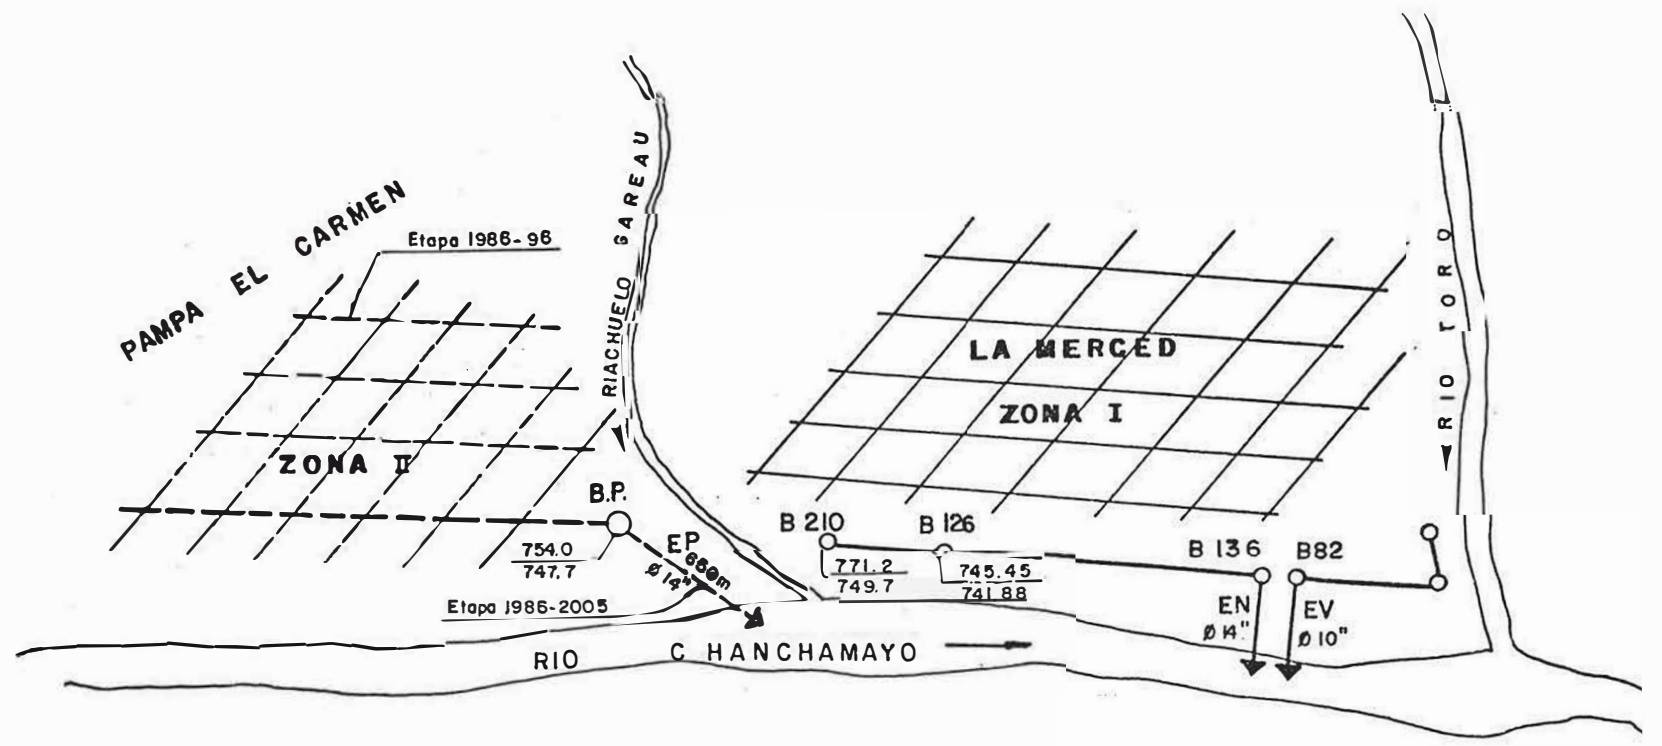 PAMPA EL CARMEN
Etapa 1986-96
RIACHUELO GAREAU
LA MERCED
ZONA I
RIO TORO
ZONA II
B.P.
754.0
747.7
EP
660m
Ø 14"
Etapa 1986-2005
B 210
771.2
749.7
B 126
745.45
741.88
B 136
B82
EN
Ø 14"
EV
Ø 10"
RIO CHANCHAMAYO